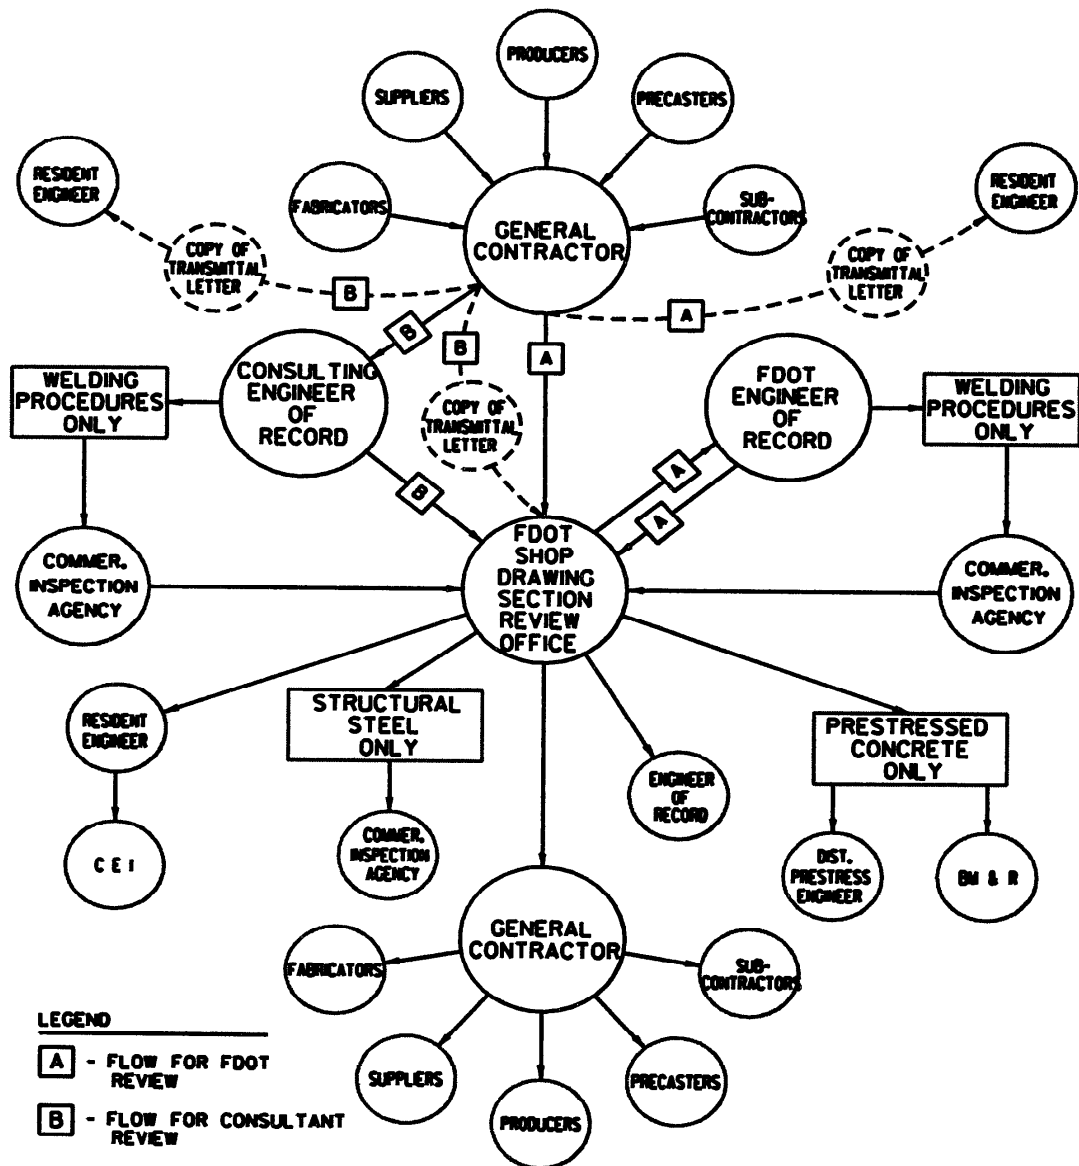 PRODUCERS
SUPPLIERS
PRECASTERS
RESIDENT
ENGINEER
RESIDENT
ENGINEER
FABRICATORS
GENERAL
CONTRACTOR
SUB-
CONTRACTORS
COPY OF
TRANSMITTAL
LETTER
COPY OF
TRANSMITTAL
LETTER
B
A
B
B
A
WELDING
PROCEDURES
ONLY
CONSULTING
ENGINEER
OF
RECORD
COPY OF
TRANSMITTAL
LETTER
FDOT
ENGINEER
OF
RECORD
WELDING
PROCEDURES
ONLY
B
A
A
COMMER.
INSPECTION
AGENCY
FDOT
SHOP
DRAWING
SECTION
REVIEW
OFFICE
COMMER.
INSPECTION
AGENCY
RESIDENT
ENGINEER
STRUCTURAL
STEEL
ONLY
ENGINEER
OF
RECORD
PRESTRESSED
CONCRETE
ONLY
C E I
COMMER.
INSPECTION
AGENCY
DIST.
PRESTRESS
ENGINEER
BM & R
GENERAL
CONTRACTOR
FABRICATORS
SUB-
CONTRACTORS
SUPPLIERS
PRODUCERS
PRECASTERS
LEGEND
A - FLOW FOR FDOT
REVIEW
B - FLOW FOR CONSULTANT
REVIEW